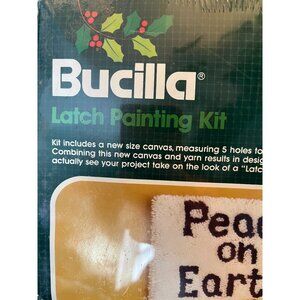 Bucilla®
Latch Painting Kit
Kit includes a new size canvas, measuring 5 holes to
Combining this new canvas and yarn results in desig
actually see your project take on the look of a "Latc
Peac
on
Eart